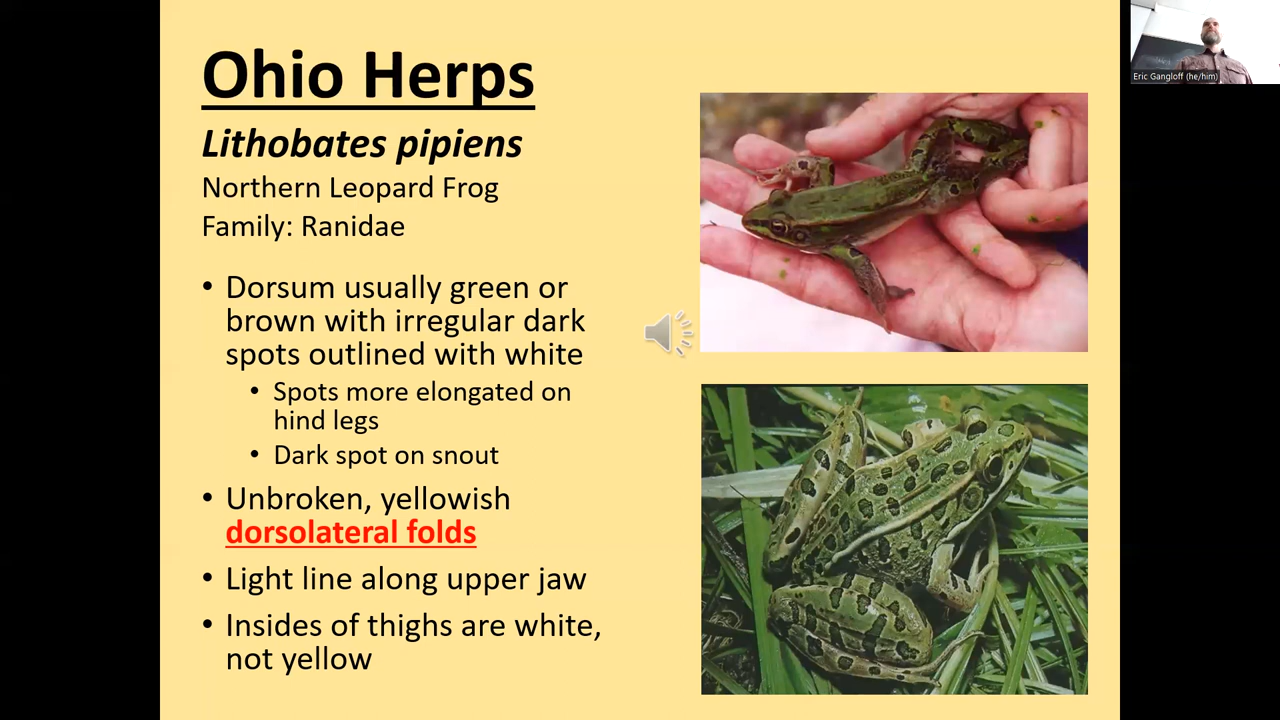 Ohio Herps
Lithobates pipiens
Northern Leopard Frog
Family: Ranidae
• Dorsum usually green or
brown with irregular dark
spots outlined with white
• Spots more elongated on
hind legs
• Dark spot on snout
• Unbroken, yellowish
dorsolateral folds
• Light line along upper jaw
• Insides of thighs are white,
not yellow
Eric Gangloff (he/him)